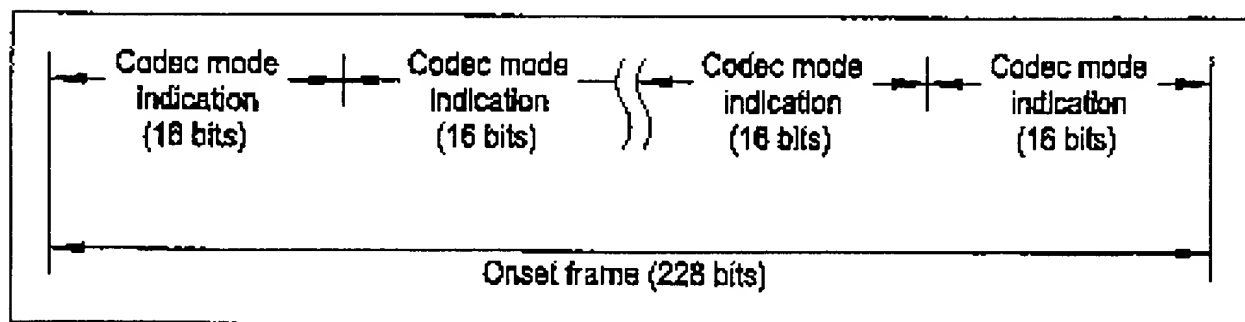 Codec mode
indication
(16 bits)
Codec mode
indication
(16 bits)
Codec mode
indication
(16 bits)
Codec mode
indication
(16 bits)
Onset frame (228 bits)